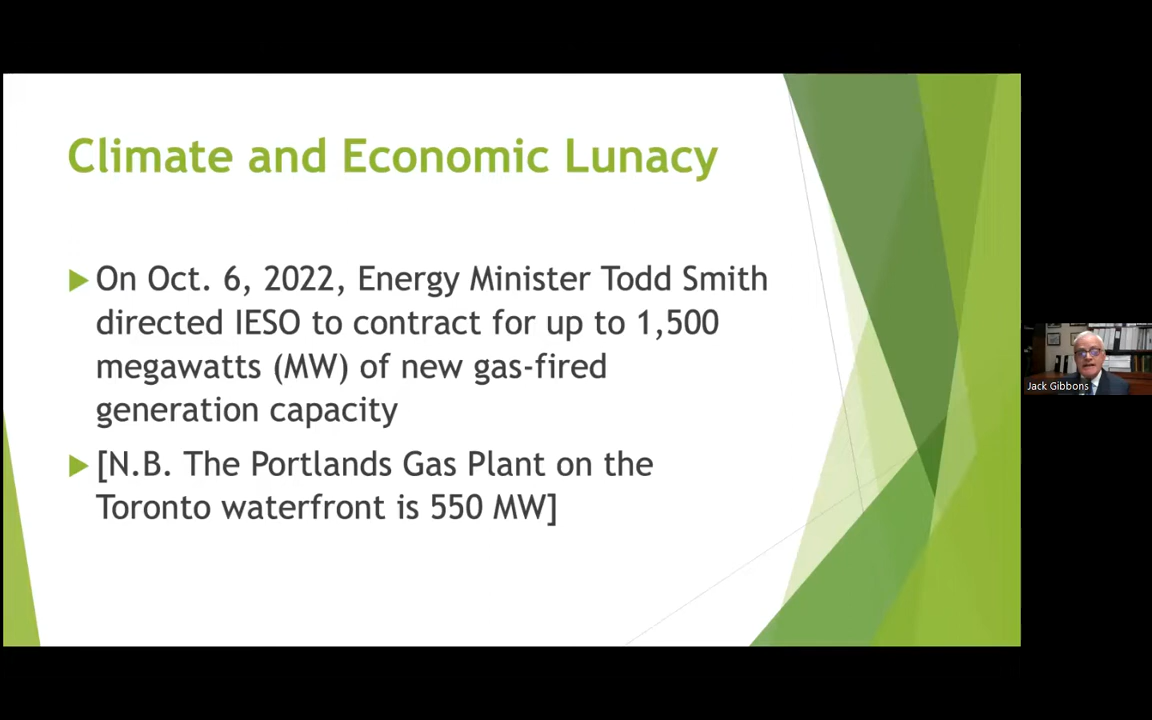 Climate and Economic Lunacy
On Oct. 6, 2022, Energy Minister Todd Smith
directed IESO to contract for up to 1,500
megawatts (MW) of new gas-fired
generation capacity
[N.B. The Portlands Gas Plant on the
Toronto waterfront is 550 MW]
Jack Gibbons